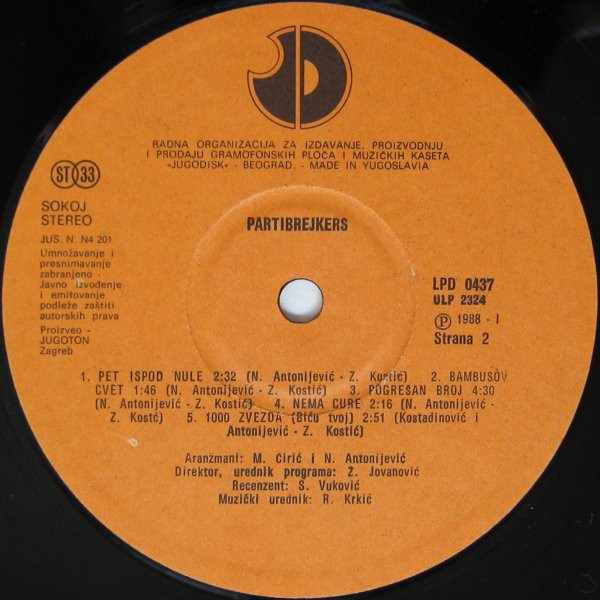 RADNA ORGANIZACIJA ZA IZDAVANJE, PROIZVODNJU
I PRODAJU GRAMOFONSKIH PLOČA I MUZIČKIH KASETA
«JUGODISK» - BEOGRAD. - MADE IN YUGOSLAVIA
ST 33
SOKOJ
STEREO
JUS. N. N4 201
Umnožavanje i
presnimavanje
zabranjeno -
Javno izvođenje
i emitovanje
podleže zaštiti
autorskih prava
Proizveo -
JUGOTON
Zagreb
PARTIBREJKERS
LPD 0437
ULP 2324
Ⓟ 1988 - I
Strana 2
1. PET ISPOD NULE 2:32 (N. Antonijević - Z. Kostić) 2. BAMBUSOV
CVET 1:46 (N. Antonijević - Z. Kostić) 3. POGREŠAN BROJ 4:30
(N. Antonijević - Z. Kostić) 4. NEMA CURE 2:16 (N. Antonijević -
Z. Kostć) 5. 1000 ZVEZDA (Biću tvoj) 2:51 (Kostadinović i
Antonijević - Z. Kostić)
Aranžmani: M. Cirić i N. Antonijević
Direktor, urednik programa: Ž. Jovanović
Recenzent: S. Vuković
Muzički urednik: R. Krkić